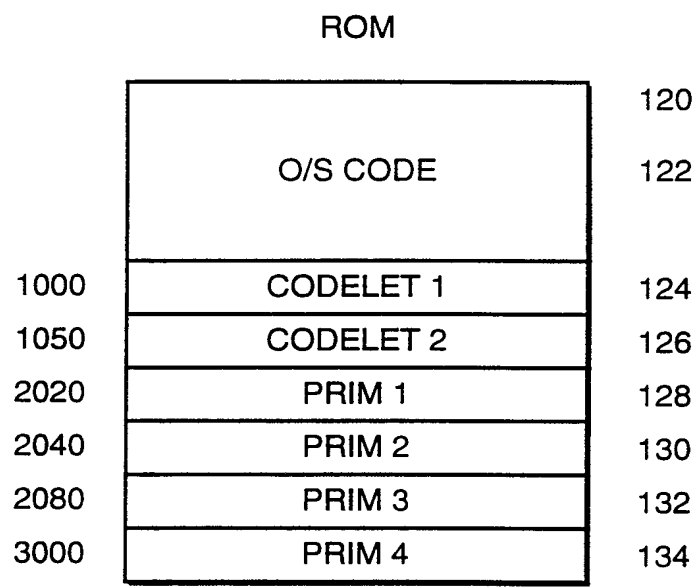 ROM
120
O/S CODE 122
1000 CODELET 1 124
1050 CODELET 2 126
2020 PRIM 1 128
2040 PRIM 2 130
2080 PRIM 3 132
3000 PRIM 4 134